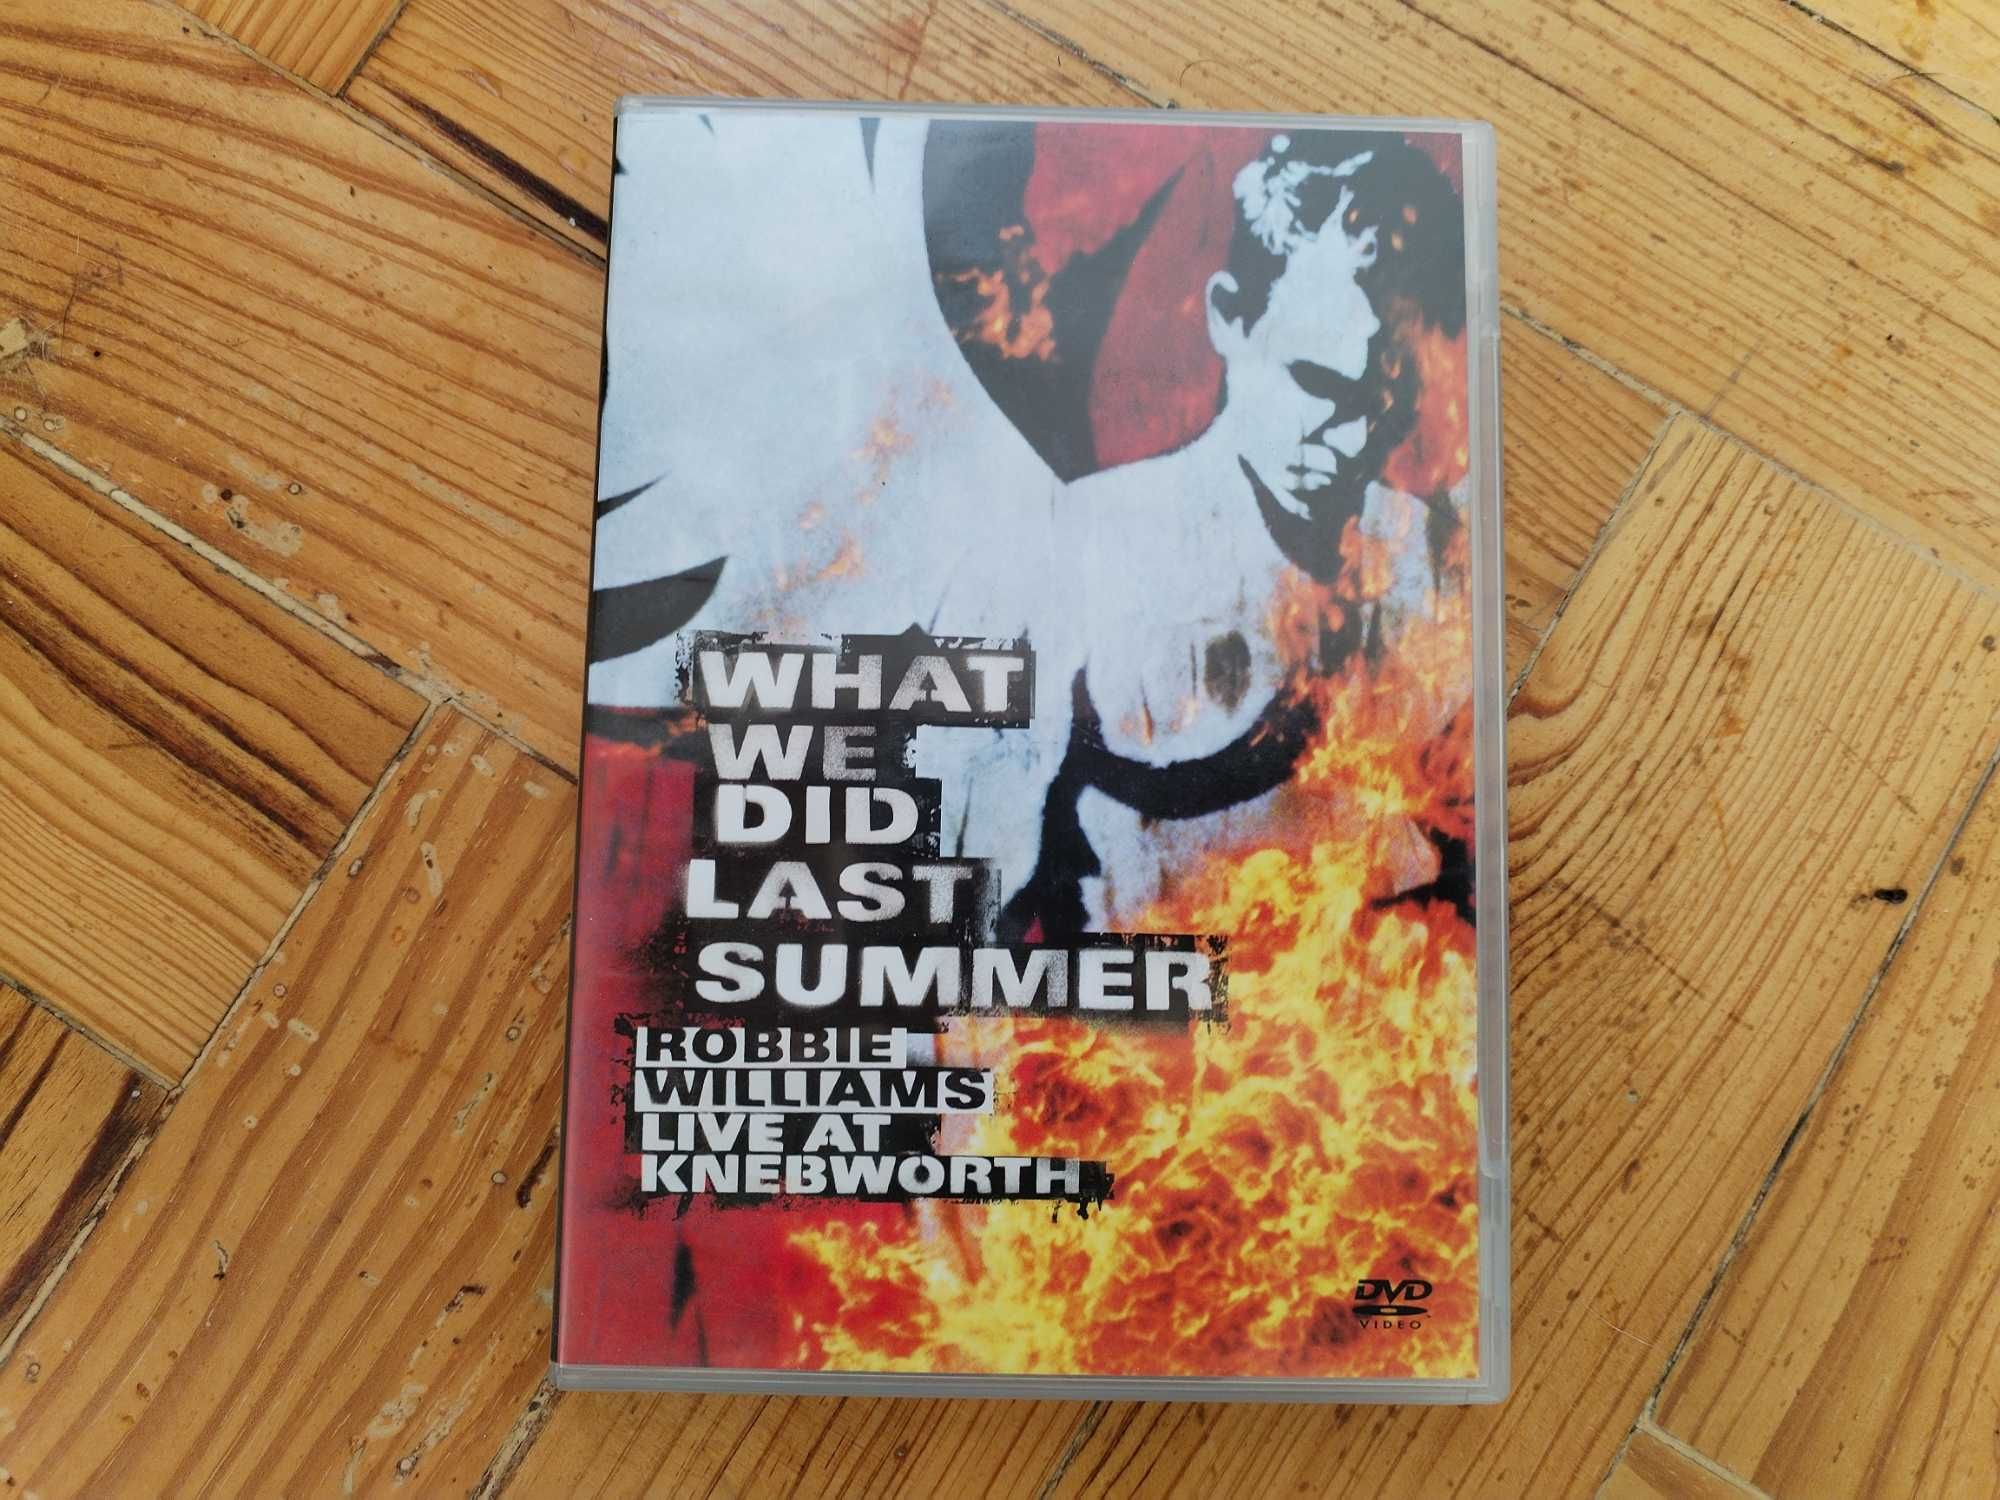 WHAT
WE
DID
LAST
SUMMER
ROBBIE
WILLIAMS
LIVE AT
KNEBWORTH
DVD
VIDEO